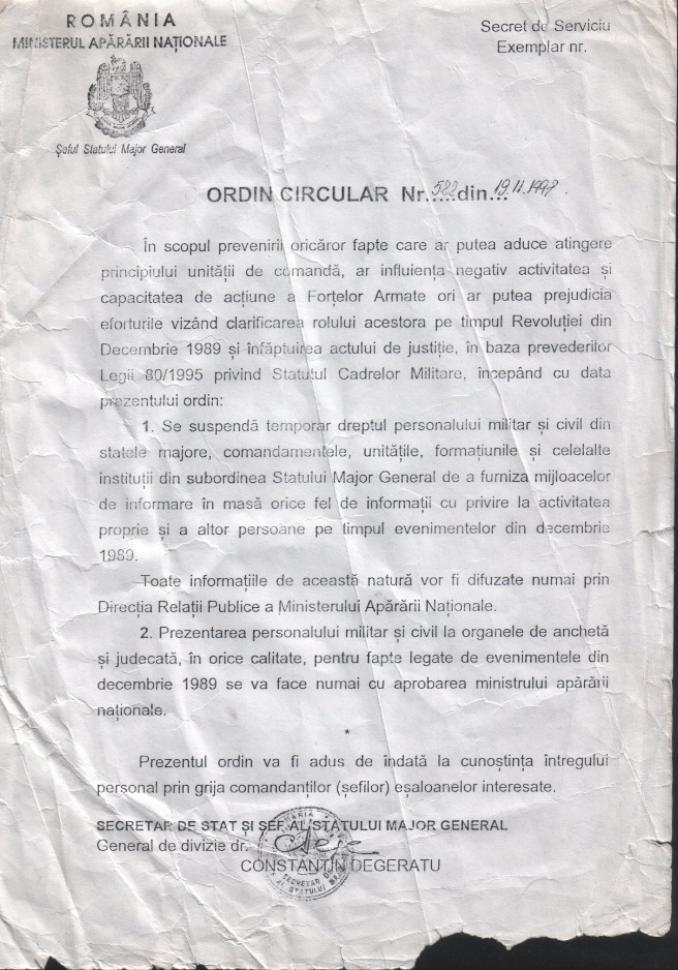 ROMÂNIA
MINISTERUL APĂRĂRII NAȚIONALE
Șeful Statului Major General
Secret de Serviciu
Exemplar nr.
ORDIN CIRCULAR Nr. 522 din 19.11.1997.
În scopul prevenirii oricăror fapte care ar putea aduce atingere
principiului unității de comandă, ar influiența negativ activitatea și
capacitatea de acțiune a Forțelor Armate ori ar putea prejudicia
eforturile vizând clarificarea rolului acestora pe timpul Revoluției din
Decembrie 1989 și înfăptuirea actului de justiție, în baza prevederilor
Legii 80/1995 privind Statutul Cadrelor Militare, începând cu data
prezentului ordin:
1. Se suspendă temporar dreptul personalului militar și civil din
statele majore, comandamentele, unitățile, formațiunile și celelalte
instituții din subordinea Statului Major General de a furniza mijloacelor
de informare în masă orice fel de informații cu privire la activitatea
proprie și a altor persoane pe timpul evenimentelor din decembrie
1989.
Toate informațiile de această natură vor fi difuzate numai prin
Direcția Relații Publice a Ministerului Apărării Naționale.
2. Prezentarea personalului militar și civil la organele de anchetă
și judecată, în orice calitate, pentru fapte legate de evenimentele din
decembrie 1989 se va face numai cu aprobarea ministrului apărării
naționale.
*
Prezentul ordin va fi adus de îndată la cunoștința întregului
personal prin grija comandanților (șefilor) eșaloanelor interesate.
SECRETAR DE STAT ȘI ȘEF AL STATULUI MAJOR GENERAL
General de divizie dr.
CONSTANTIN DEGERATU